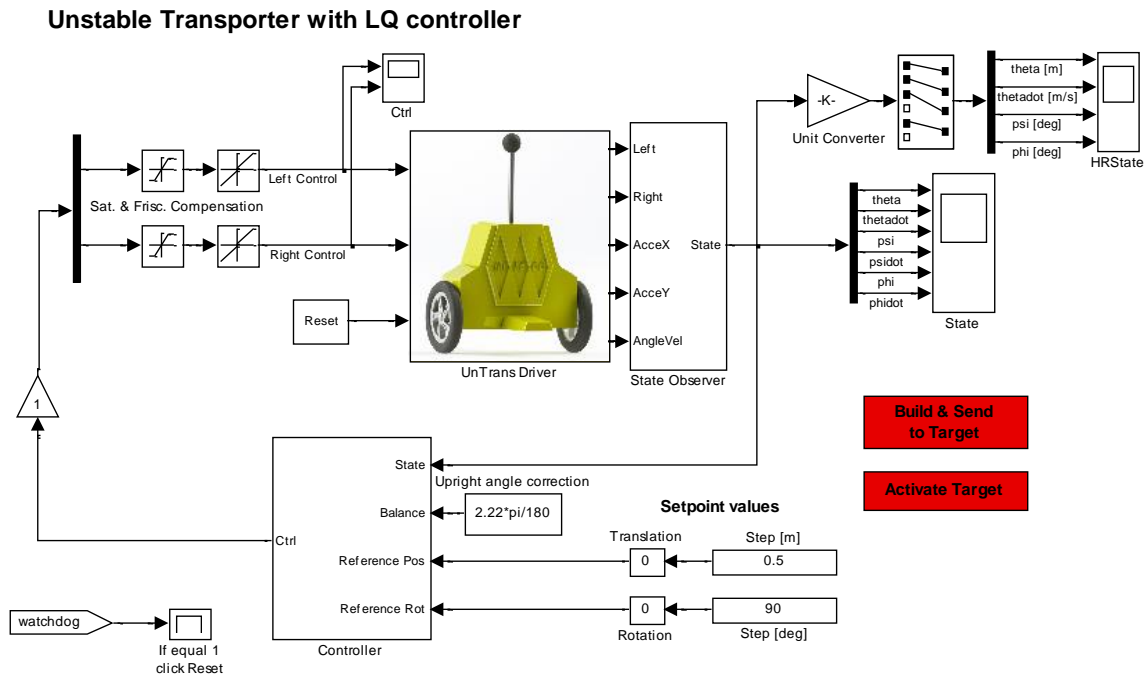 Unstable Transporter with LQ controller
Ctrl
-K-
Unit Converter
theta [m]
thetadot [m/s]
psi [deg]
phi [deg]
HRState
Left Control
Sat. & Frisc. Compensation
Right Control
Reset
UnTrans Driver
Left
Right
AcceX
AcceY
AngleVel
State
State Observer
theta
thetadot
psi
psidot
phi
phidot
State
1
Build & Send
to Target
Activate Target
State
Upright angle correction
Balance
2.22*pi/180
Ctrl
Reference Pos
Reference Rot
Controller
Setpoint values
Translation
0
Step [m]
0.5
0
Rotation
90
Step [deg]
watchdog
If equal 1
click Reset